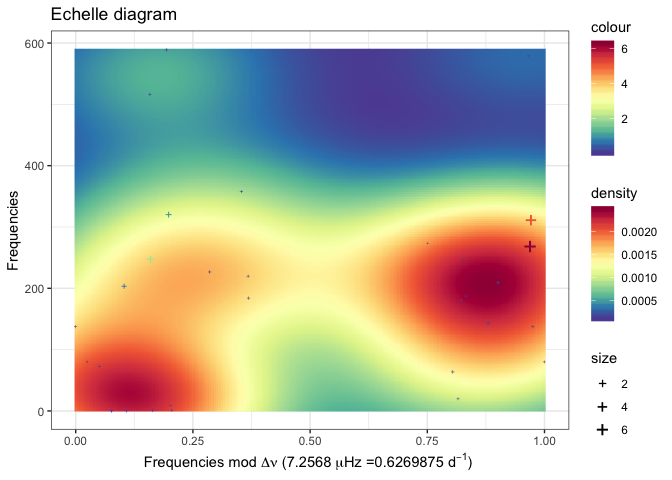 Echelle diagram
600
400
200
0
Frequencies
0.00 0.25 0.50 0.75 1.00
Frequencies mod Δν (7.2568 μHz =0.6269875 d⁻¹)
colour
6
4
2
density
0.0020
0.0015
0.0010
0.0005
size
2
4
6